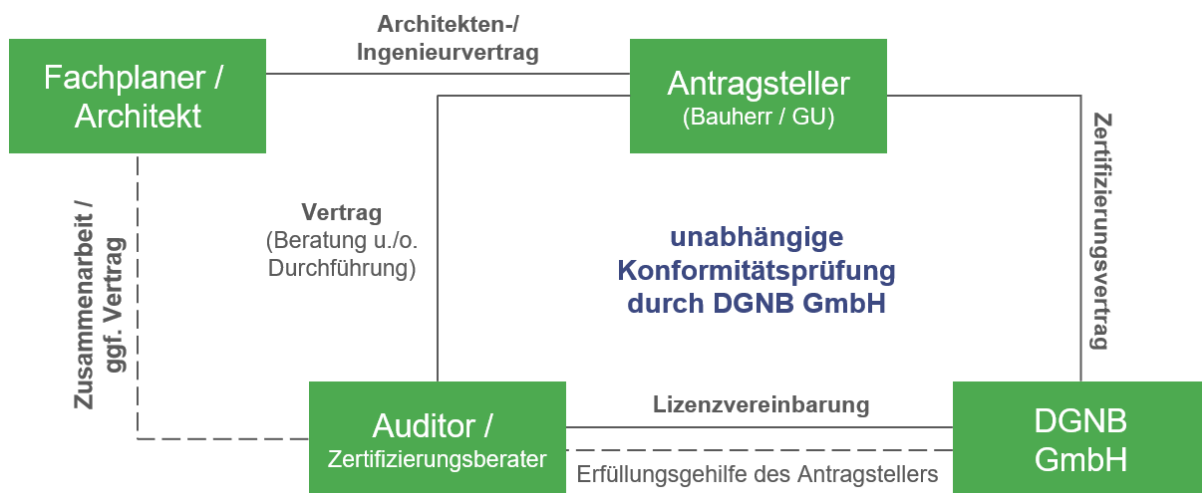 Architekten-/
Ingenieurvertrag
Fachplaner /
Architekt
Antragsteller
(Bauherr / GU)
Zertifizierungsvertrag
Zusammenarbeit /
ggf. Vertrag
Vertrag
(Beratung u./o.
Durchführung)
unabhängige
Konformitätsprüfung
durch DGNB GmbH
Auditor /
Zertifizierungsberater
Lizenzvereinbarung
Erfüllungsgehilfe des Antragstellers
DGNB
GmbH